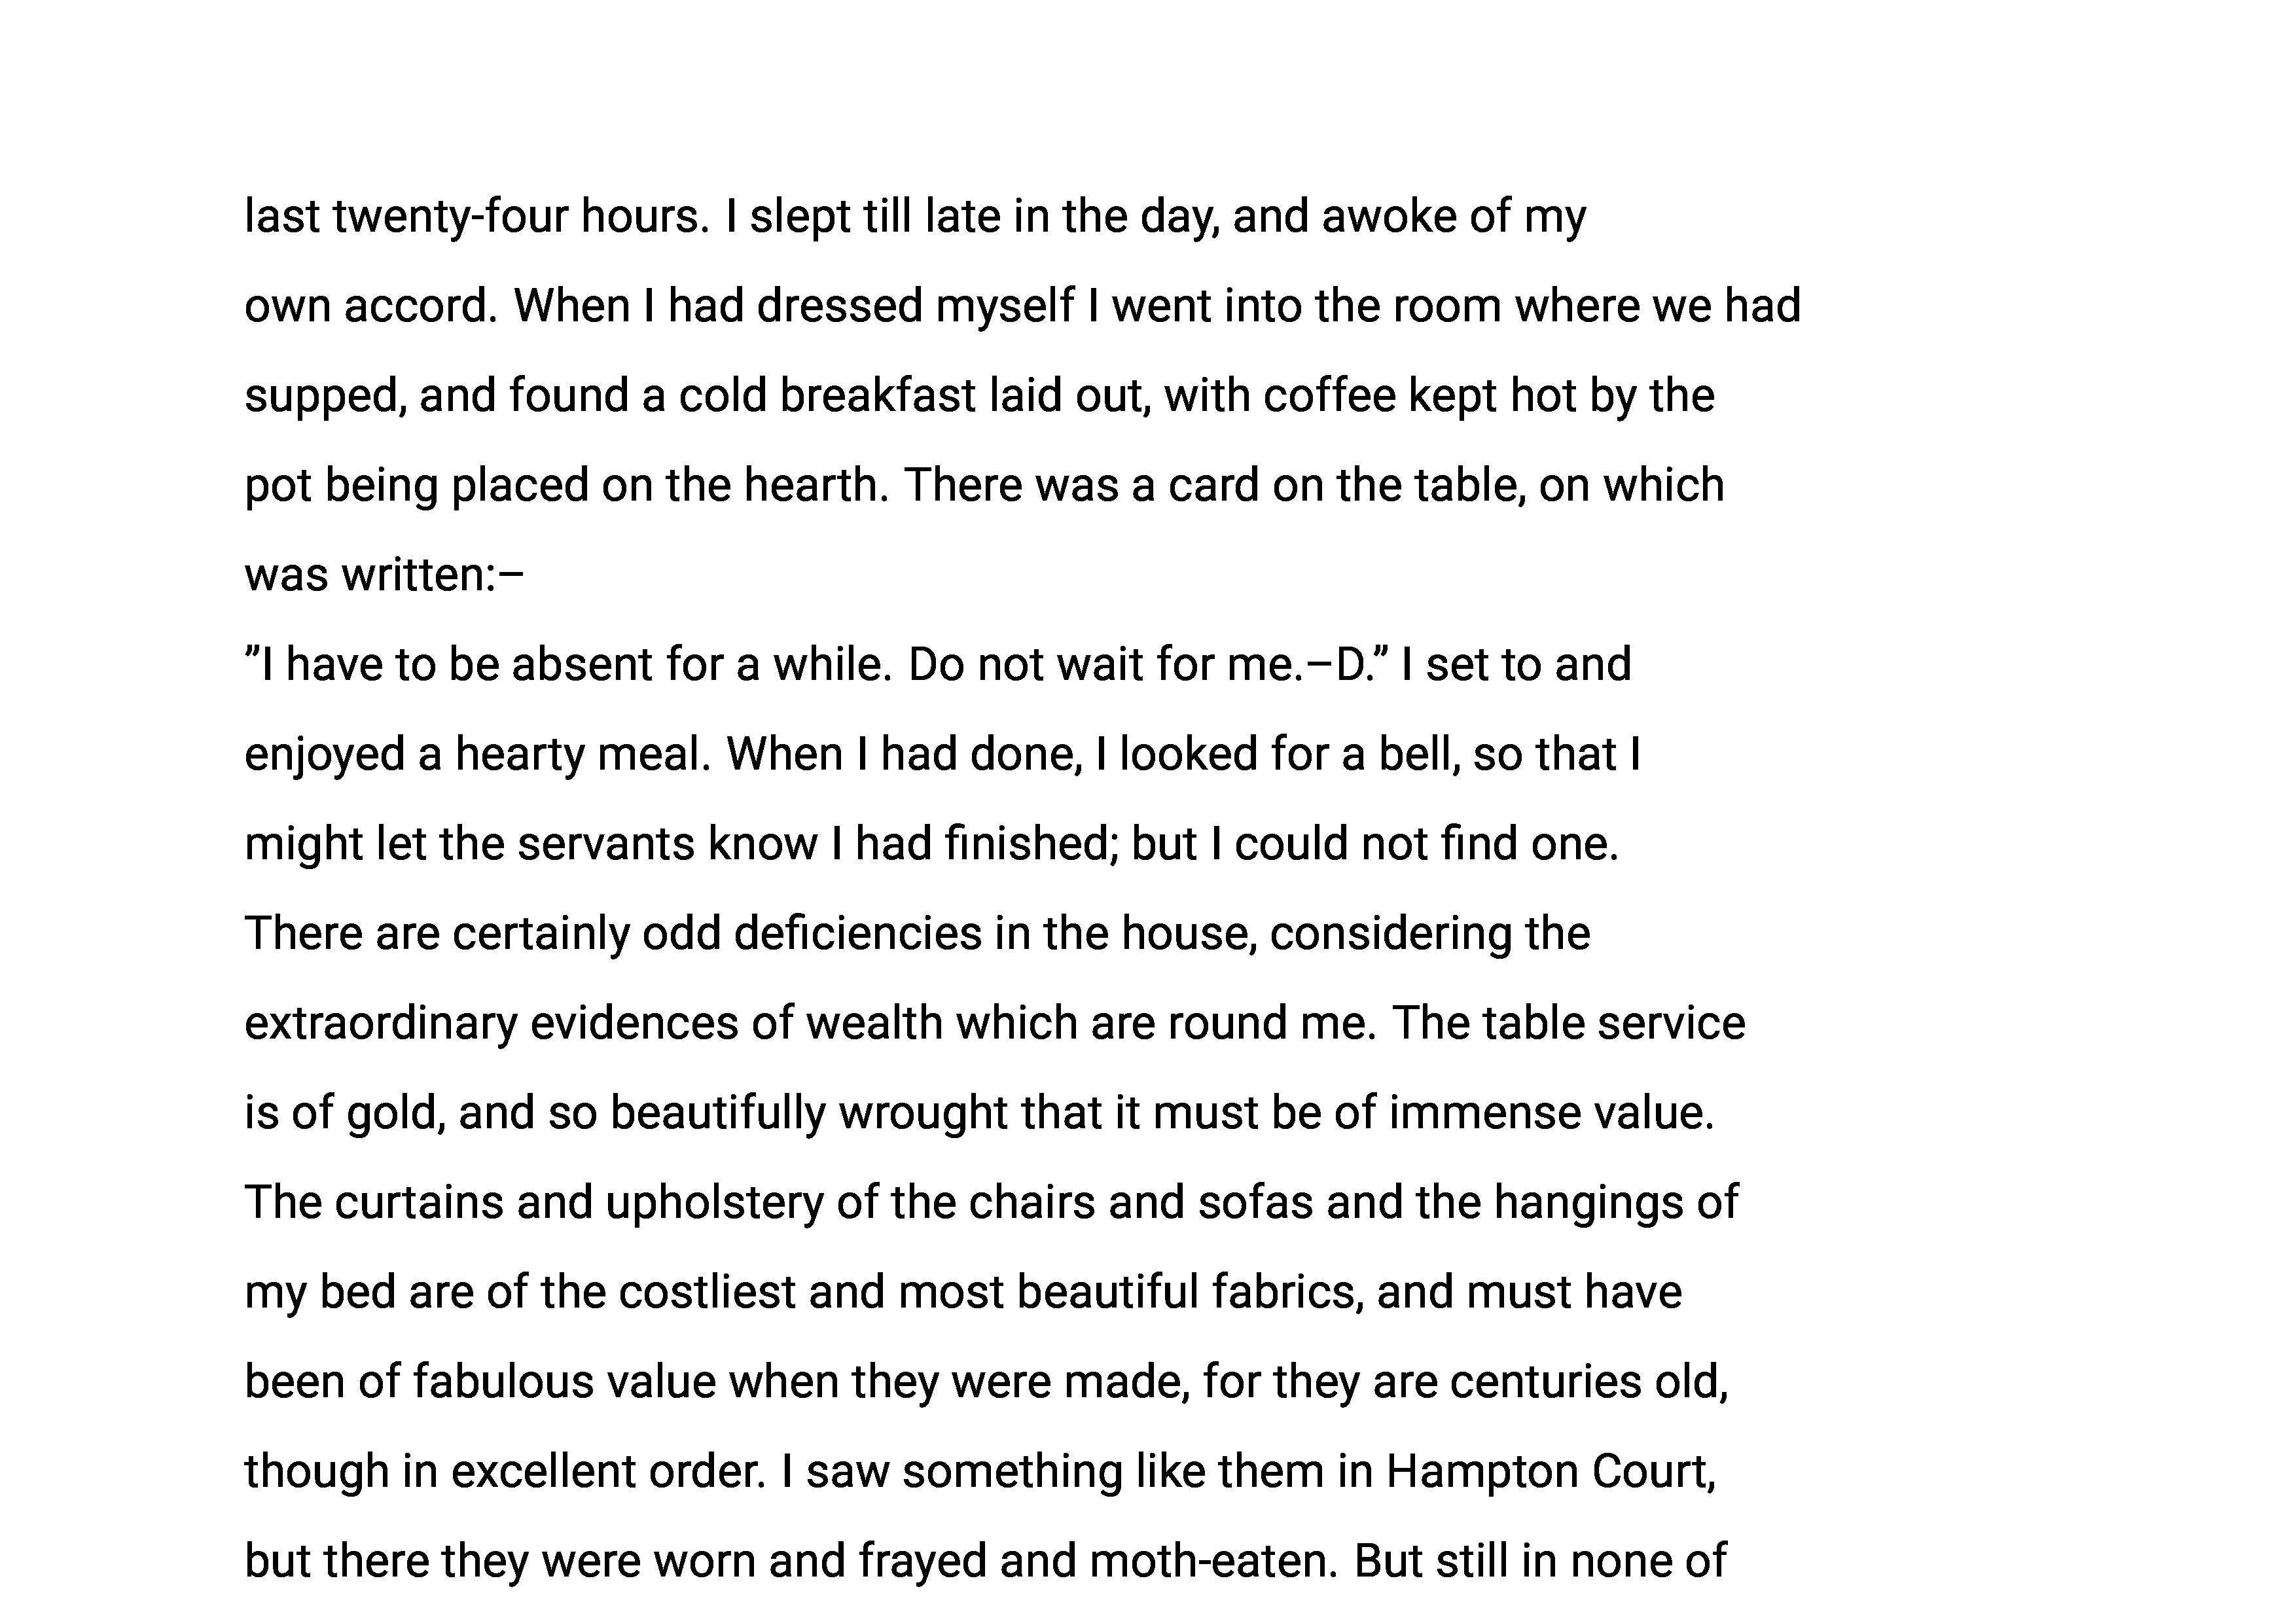 last twenty-four hours. I slept till late in the day, and awoke of my
own accord. When I had dressed myself I went into the room where we had
supped, and found a cold breakfast laid out, with coffee kept hot by the
pot being placed on the hearth. There was a card on the table, on which
was written:–
”I have to be absent for a while. Do not wait for me.–D.” I set to and
enjoyed a hearty meal. When I had done, I looked for a bell, so that I
might let the servants know I had finished; but I could not find one.
There are certainly odd deficiencies in the house, considering the
extraordinary evidences of wealth which are round me. The table service
is of gold, and so beautifully wrought that it must be of immense value.
The curtains and upholstery of the chairs and sofas and the hangings of
my bed are of the costliest and most beautiful fabrics, and must have
been of fabulous value when they were made, for they are centuries old,
though in excellent order. I saw something like them in Hampton Court,
but there they were worn and frayed and moth-eaten. But still in none of